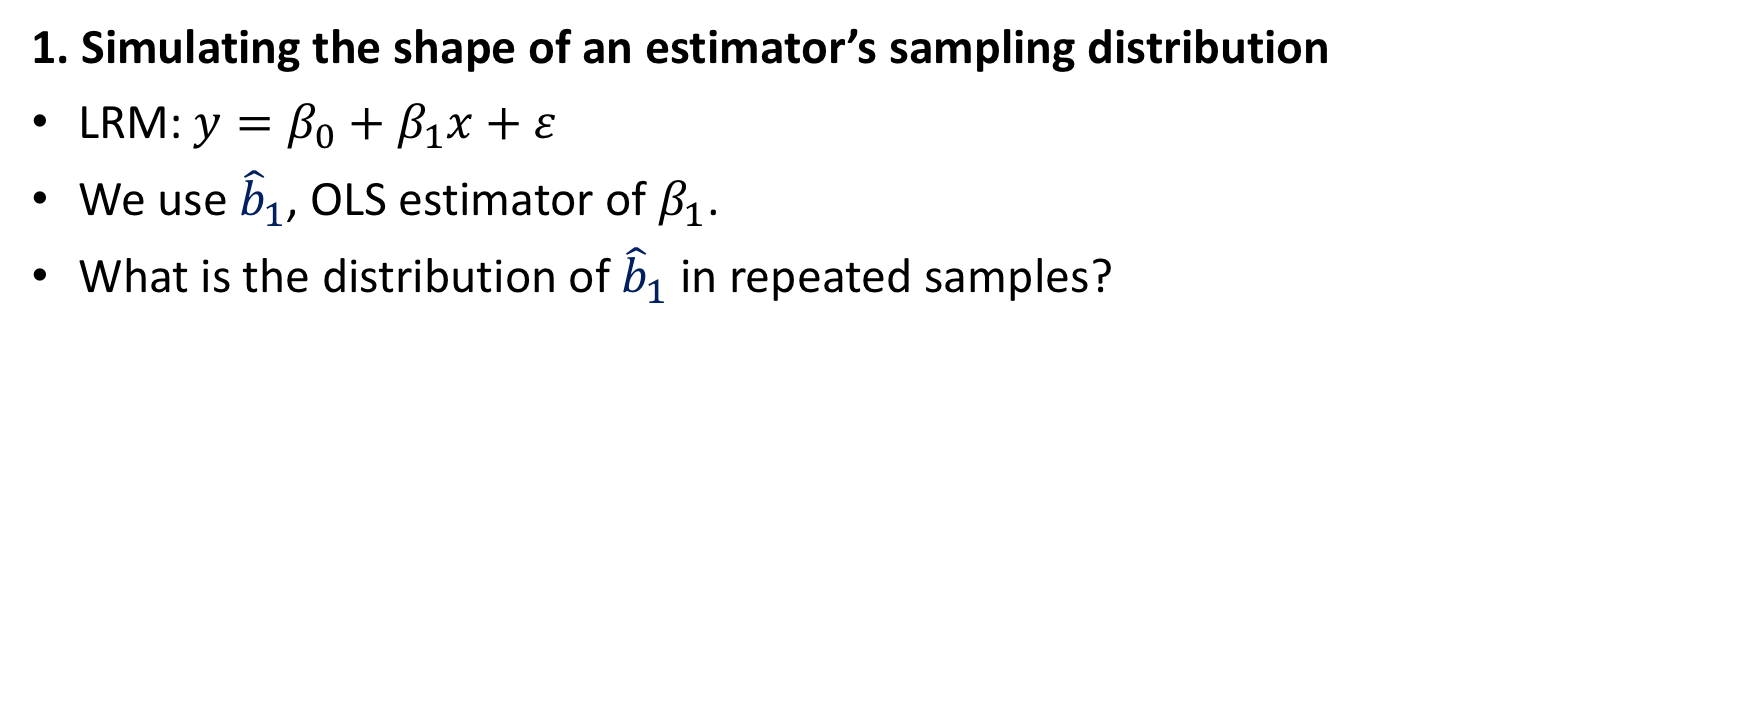 1. Simulating the shape of an estimator’s sampling distribution
• LRM: 𝑦 = 𝛽₀ + 𝛽₁𝑥 + 𝜀
• We use b̂₁, OLS estimator of 𝛽₁.
• What is the distribution of b̂₁ in repeated samples?